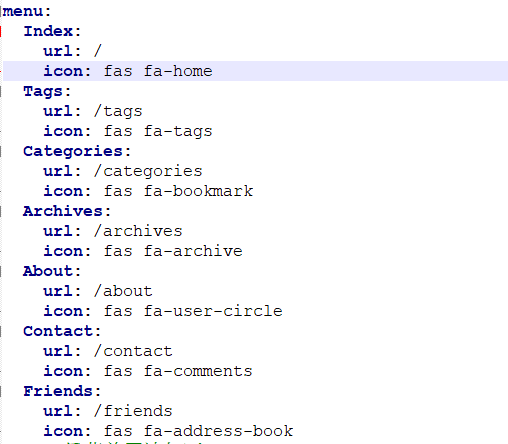 menu:
  Index:
    url: /
    icon: fas fa-home
  Tags:
    url: /tags
    icon: fas fa-tags
  Categories:
    url: /categories
    icon: fas fa-bookmark
  Archives:
    url: /archives
    icon: fas fa-archive
  About:
    url: /about
    icon: fas fa-user-circle
  Contact:
    url: /contact
    icon: fas fa-comments
  Friends:
    url: /friends
    icon: fas fa-address-book